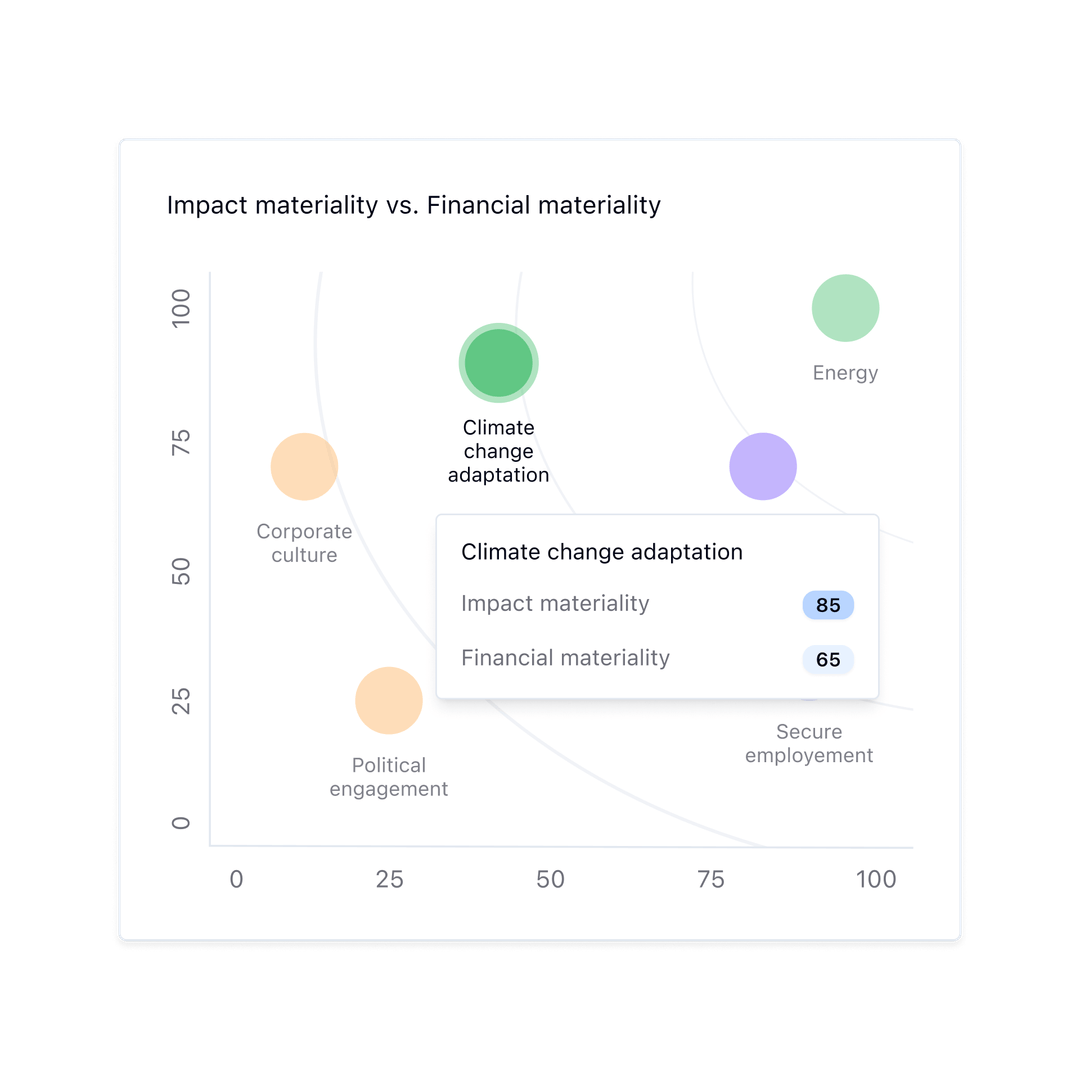 Impact materiality vs. Financial materiality
100
75
50
25
0
Energy
Climate
change
adaptation
Corporate
culture
Climate change adaptation
Impact materiality 85
Financial materiality 65
Secure
employement
Political
engagement
0 25 50 75 100